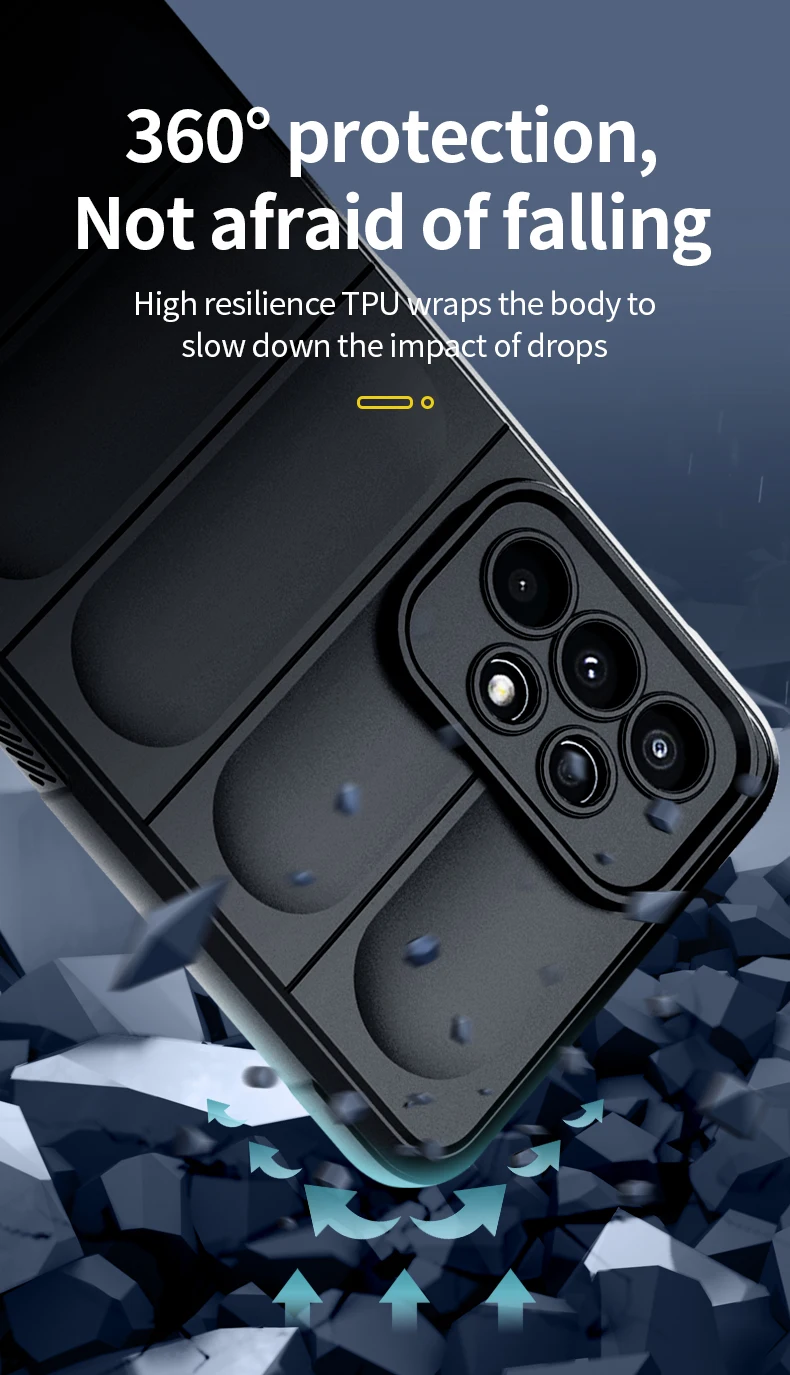 360° protection,
Not afraid of falling
High resilience TPU wraps the body to
slow down the impact of drops